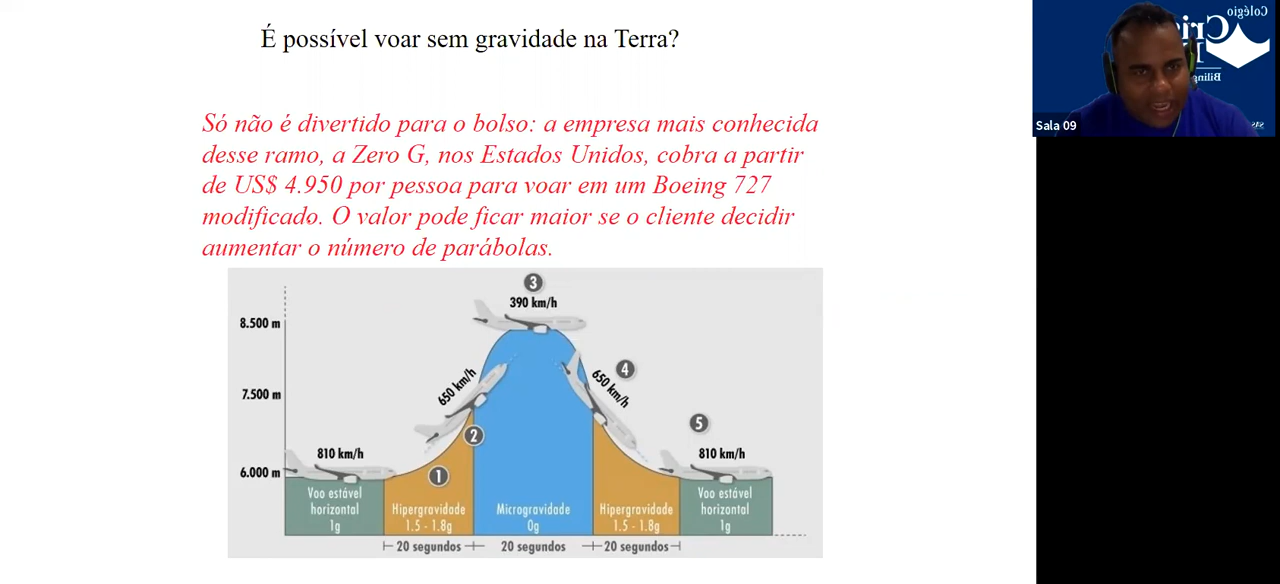 É possível voar sem gravidade na Terra?
Só não é divertido para o bolso: a empresa mais conhecida
desse ramo, a Zero G, nos Estados Unidos, cobra a partir
de US$ 4.950 por pessoa para voar em um Boeing 727
modificado. O valor pode ficar maior se o cliente decidir
aumentar o número de parábolas.
Colégio
Sala 09
3
390 km/h
8.500 m
4
650 km/h
650 km/h
7.500 m
5
2
810 km/h
810 km/h
6.000 m
1
Voo estável
horizontal
1g
Hipergravidade
1.5 - 1.8g
Microgravidade
0g
Hipergravidade
1.5 - 1.8g
Voo estável
horizontal
1g
20 segundos
20 segundos
20 segundos